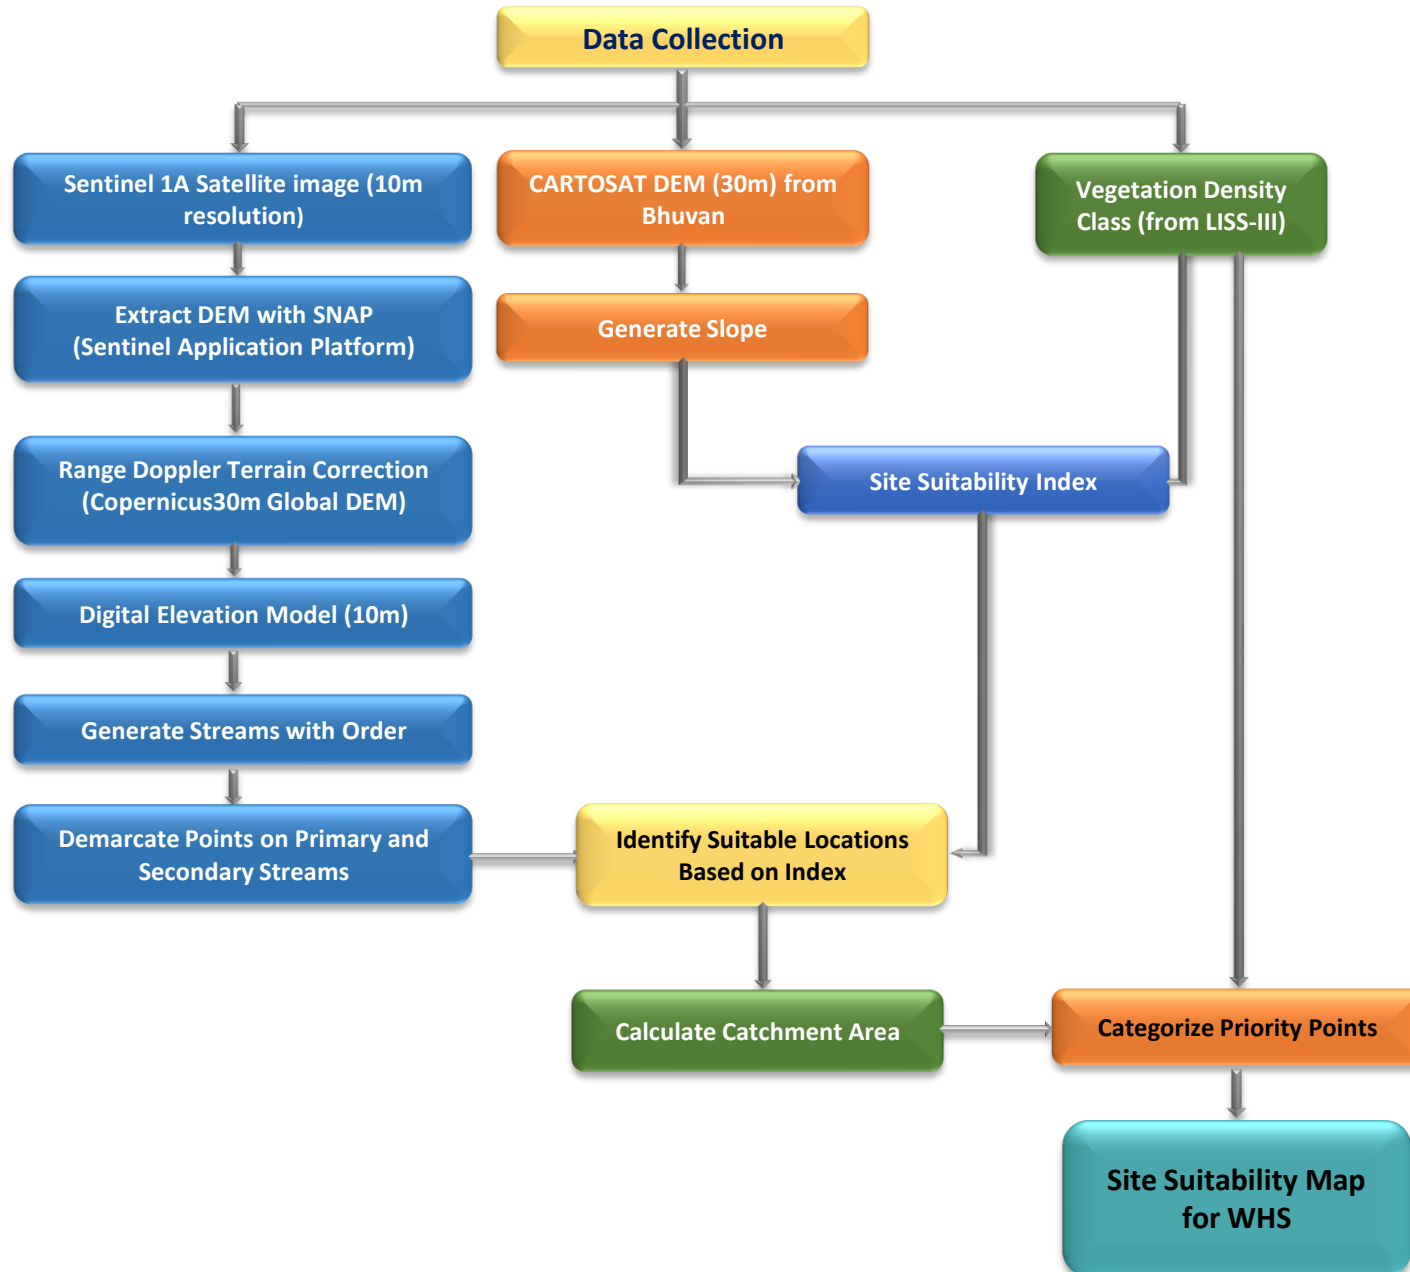 Data Collection
Sentinel 1A Satellite image (10m
resolution)
CARTOSAT DEM (30m) from
Bhuvan
Vegetation Density
Class (from LISS-III)
Extract DEM with SNAP
(Sentinel Application Platform)
Generate Slope
Range Doppler Terrain Correction
(Copernicus30m Global DEM)
Site Suitability Index
Digital Elevation Model (10m)
Generate Streams with Order
Demarcate Points on Primary and
Secondary Streams
Identify Suitable Locations
Based on Index
Calculate Catchment Area
Categorize Priority Points
Site Suitability Map
for WHS